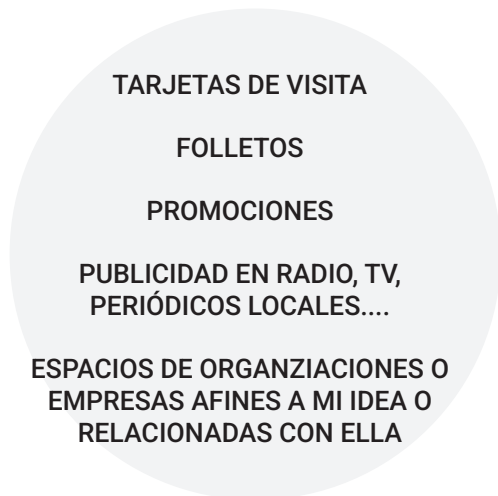 TARJETAS DE VISITA
FOLLETOS
PROMOCIONES
PUBLICIDAD EN RADIO, TV,
PERIÓDICOS LOCALES....
ESPACIOS DE ORGANZIACIONES O
EMPRESAS AFINES A MI IDEA O
RELACIONADAS CON ELLA